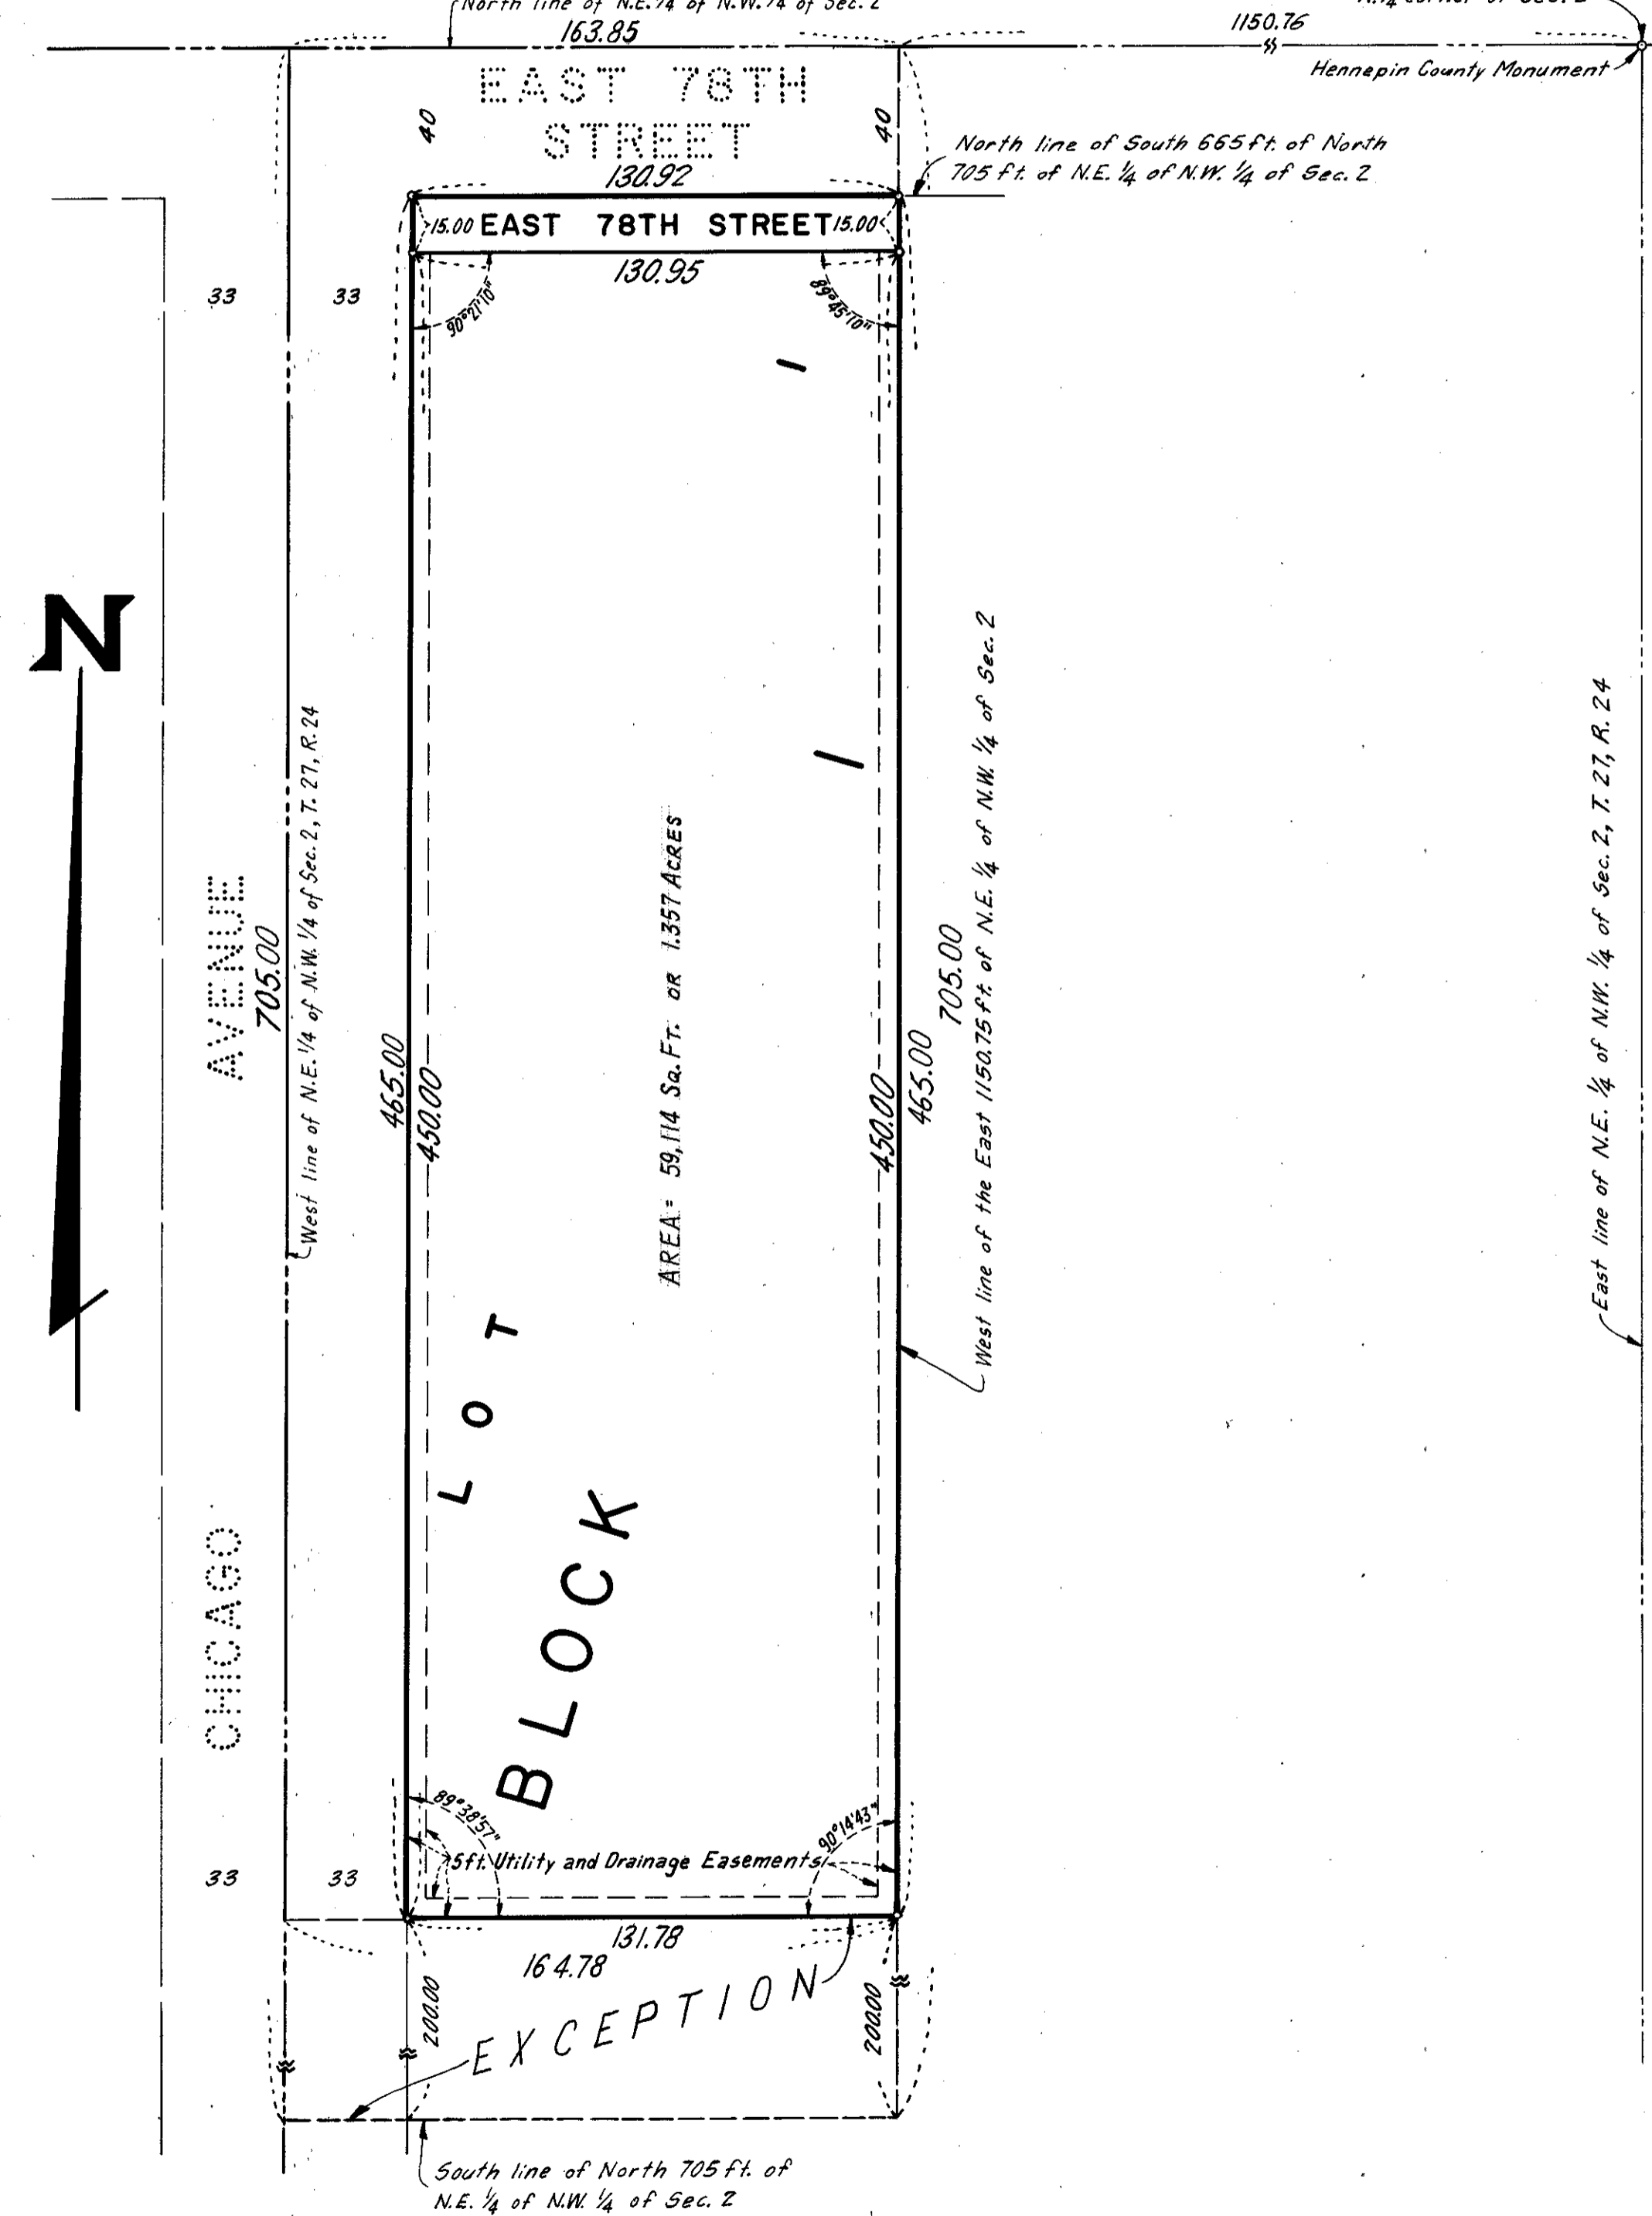 North line of N.E. 1/4 of N.W. 1/4 of Sec. 2
N. 1/4 corner of Sec. 2
163.85
1150.76
Hennepin County Monument
EAST 78TH
STREET
40
40
North line of South 665 ft. of North
705 ft. of N.E. 1/4 of N.W. 1/4 of Sec. 2
130.92
15.00 EAST 78TH STREET 15.00
130.95
90°21'10"
89°45'10"
33
33
1
N
1
AVENUE
705.00
West line of N.E. 1/4 of N.W. 1/4 of Sec. 2, T. 27, R. 24
465.00
450.00
AREA = 59,114 Sq. Ft. OR 1.357 ACRES
450.00
465.00
705.00
West line of the East 1150.75 ft. of N.E. 1/4 of N.W. 1/4 of Sec. 2
East line of N.E. 1/4 of N.W. 1/4 of Sec. 2, T. 27, R. 24
LOT
BLOCK
CHICAGO
89°38'57"
90°14'43"
5 ft. Utility and Drainage Easements
33
33
131.78
164.78
200.00
EXCEPTION
200.00
South line of North 705 ft. of
N.E. 1/4 of N.W. 1/4 of Sec. 2